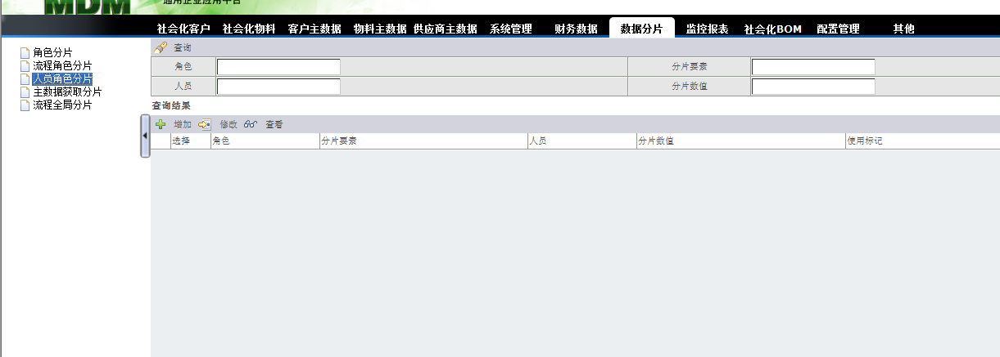 MDM 通用企业应用平台
社会化客户 社会化物料 客户主数据 物料主数据 供应商主数据 系统管理 财务数据 数据分片 监控报表 社会化BOM 配置管理 其他
角色分片
流程角色分片
人员角色分片
主数据获取分片
流程全局分片
查询
角色 分片要素
人员 分片数值
查询结果
增加 修改 查看
选择 角色 分片要素 人员 分片数值 使用标记